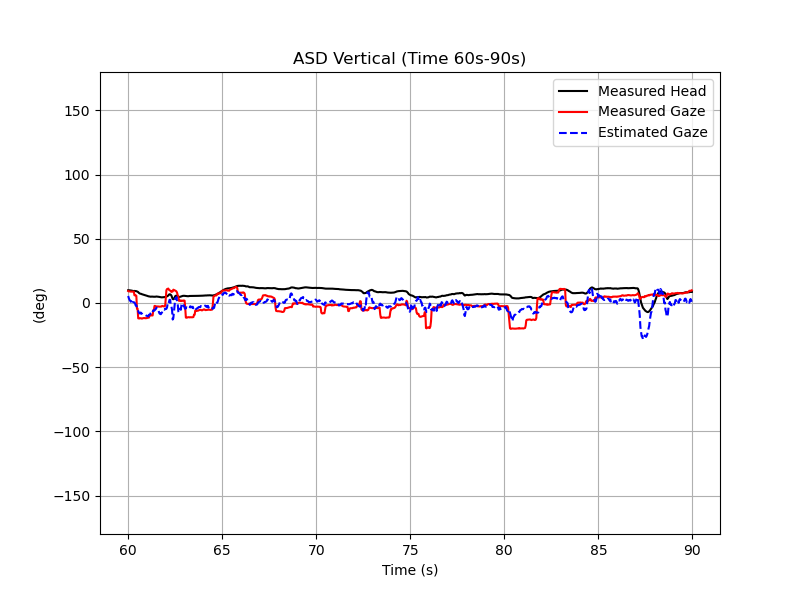 ASD Vertical (Time 60s-90s)
Measured Head
Measured Gaze
Estimated Gaze
150
100
50
0
−50
−100
−150
(deg)
60 65 70 75 80 85 90
Time (s)